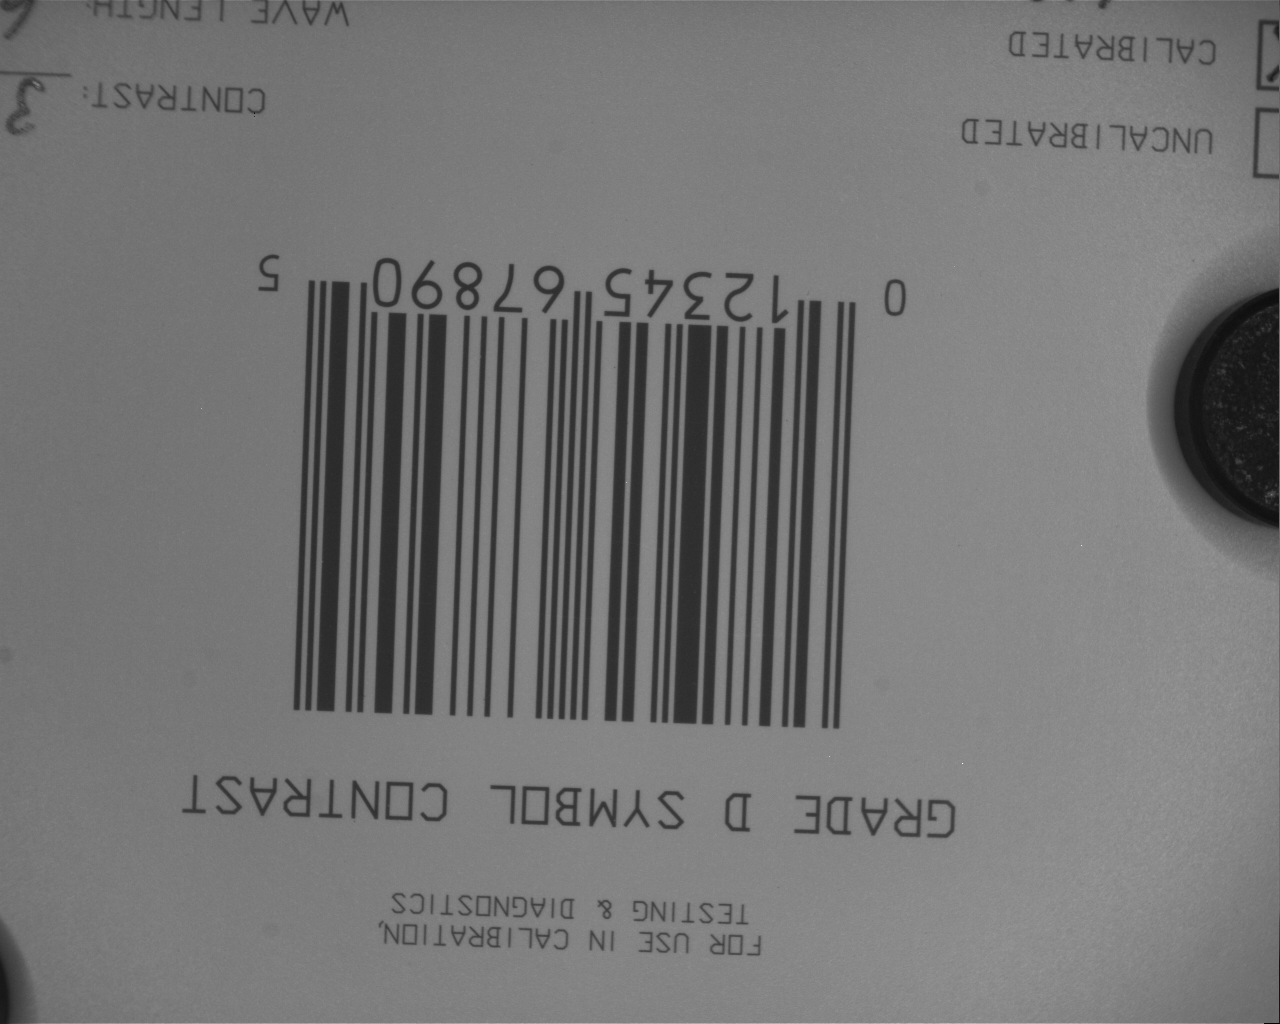 FOR USE IN CALIBRATION,
TESTING & DIAGNOSTICS
GRADE D SYMBOL CONTRAST
0 12345 67890 5
UNCALIBRATED CONTRAST: 3
CALIBRATED WAVE LENGTH: